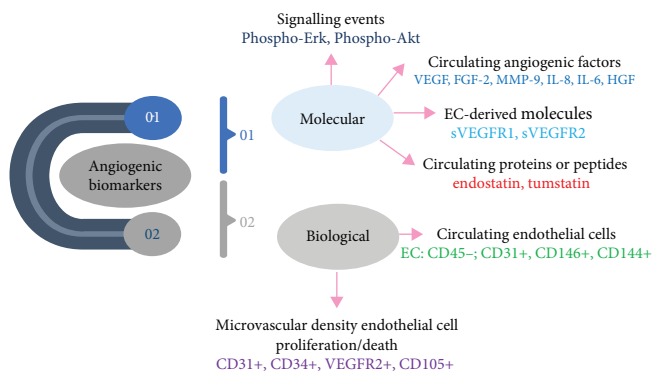 Signalling events
Phospho-Erk, Phospho-Akt
Circulating angiogenic factors
VEGF, FGF-2, MMP-9, IL-8, IL-6, HGF
01
Molecular
EC-derived molecules
sVEGFR1, sVEGFR2
01
Angiogenic
biomarkers
Circulating proteins or peptides
endostatin, tumstatin
02
02
Biological
Circulating endothelial cells
EC: CD45–; CD31+, CD146+, CD144+
Microvascular density endothelial cell
proliferation/death
CD31+, CD34+, VEGFR2+, CD105+